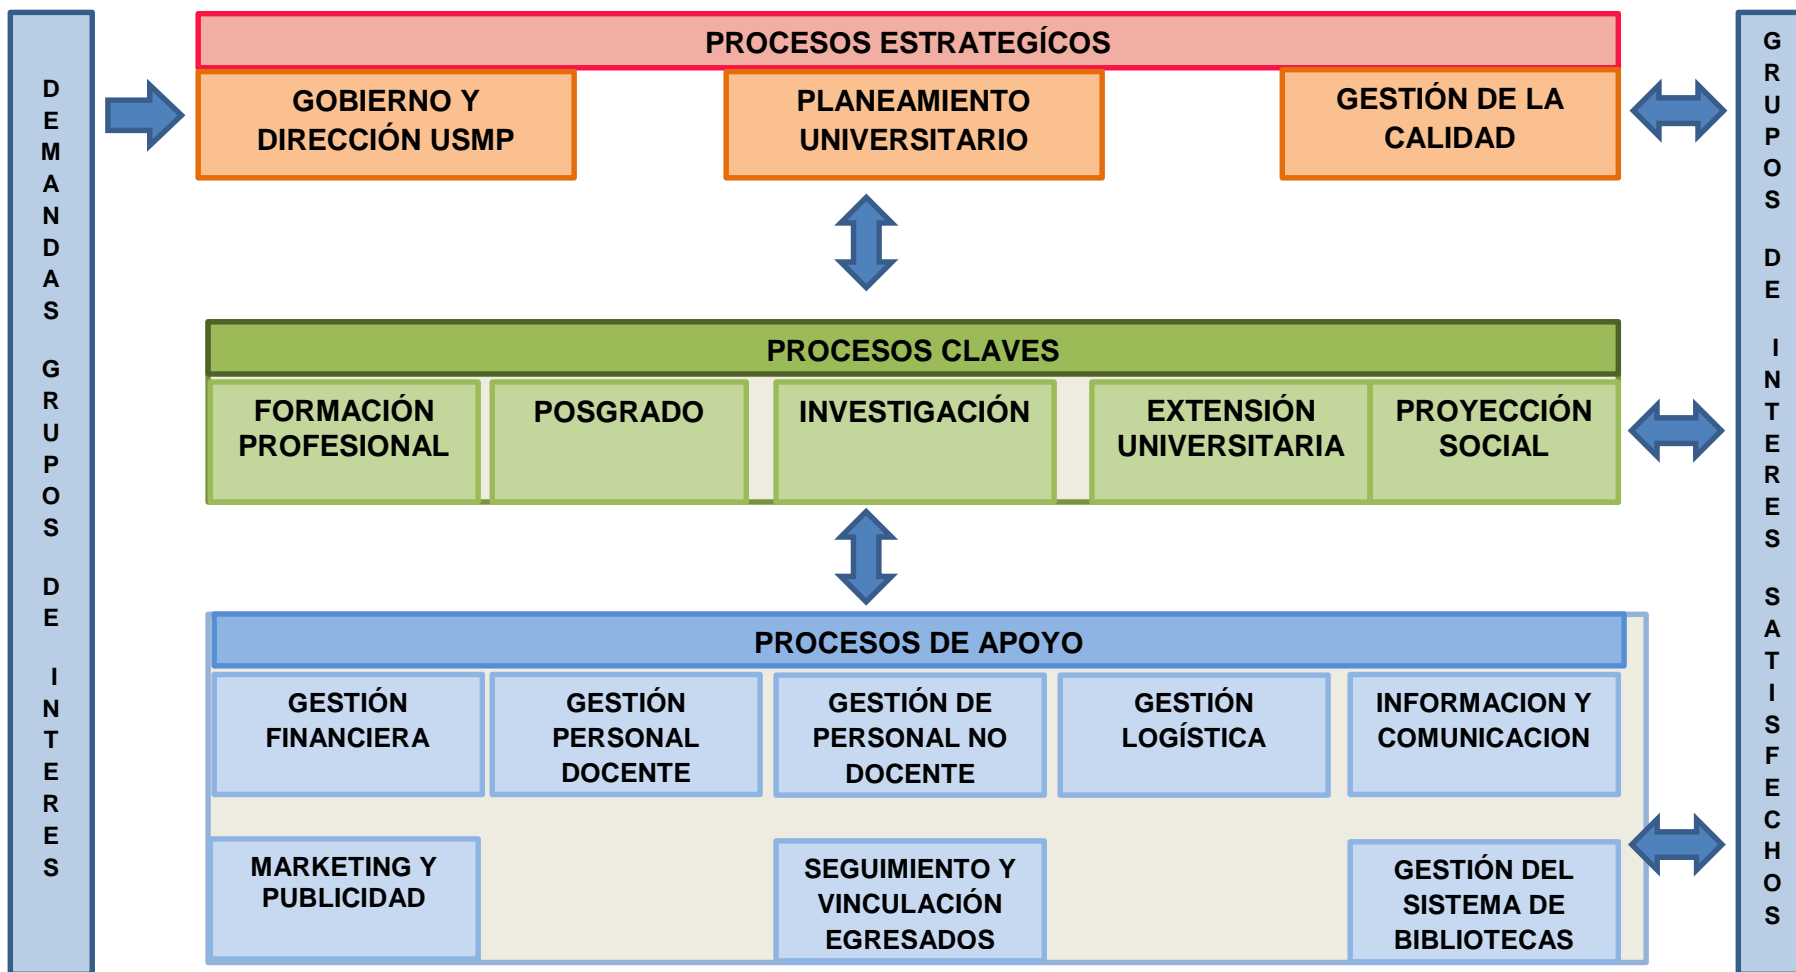 DEMANDAS GRUPOS DE INTERES
PROCESOS ESTRATEGÍCOS
GOBIERNO Y
DIRECCIÓN USMP
PLANEAMIENTO
UNIVERSITARIO
GESTIÓN DE LA
CALIDAD
PROCESOS CLAVES
FORMACIÓN
PROFESIONAL
POSGRADO
INVESTIGACIÓN
EXTENSIÓN
UNIVERSITARIA
PROYECCIÓN
SOCIAL
PROCESOS DE APOYO
GESTIÓN
FINANCIERA
GESTIÓN
PERSONAL
DOCENTE
GESTIÓN DE
PERSONAL NO
DOCENTE
GESTIÓN
LOGÍSTICA
INFORMACION Y
COMUNICACION
MARKETING Y
PUBLICIDAD
SEGUIMIENTO Y
VINCULACIÓN
EGRESADOS
GESTIÓN DEL
SISTEMA DE
BIBLIOTECAS
GRUPOS DE INTERES SATISFECHOS